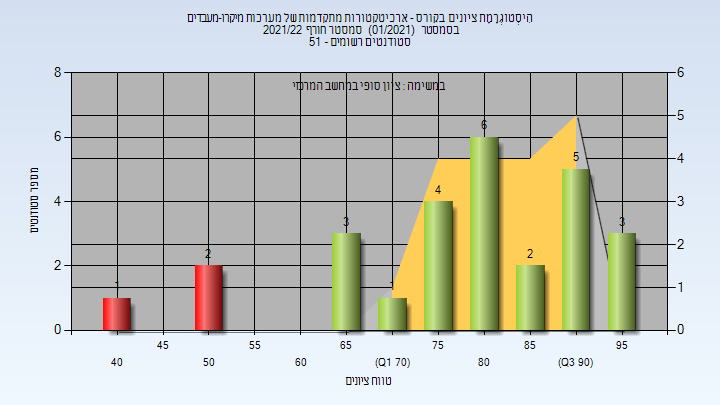 היסטוגרמת ציונים בקורס - ארכיטקטורות מתקדמות של מערכות מיקרו-מעבדים
בסמסטר (01/2021) סמסטר חורף 2021/22
סטודנטים רשומים - 51
במשימה : ציון סופי במחשב המרכזי
8 6
5
6
4
4 3
2
2
1
0 0
1 2 3 1 4 6 2 5 3
מספר סטודנטים
45 55 65 75 85 95
40 50 60 (Q1 70) 80 (Q3 90)
טווח ציונים